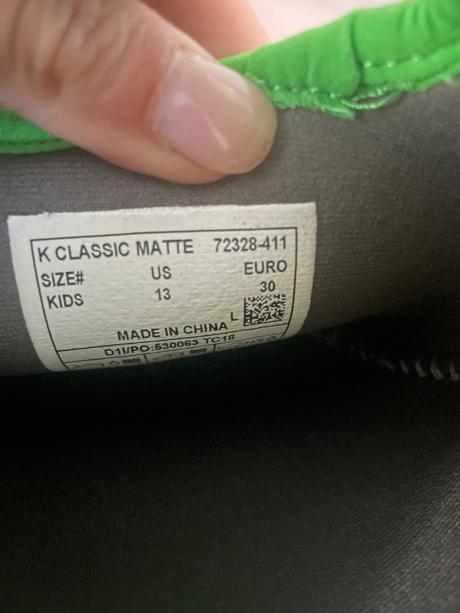 K CLASSIC MATTE 72328-411
SIZE# US EURO
KIDS 13 30
L
MADE IN CHINA
D1I/PO:530063 TC18